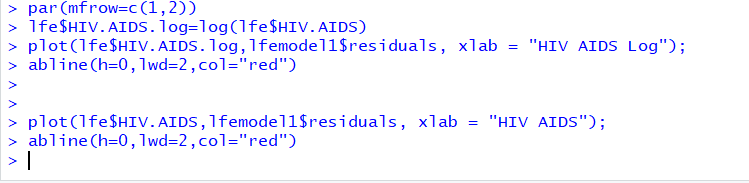 > par(mfrow=c(1,2))
> lfe$HIV.AIDS.log=log(lfe$HIV.AIDS)
> plot(lfe$HIV.AIDS.log,lfemodel1$residuals, xlab = "HIV AIDS Log");
> abline(h=0,lwd=2,col="red")
>
>
> plot(lfe$HIV.AIDS,lfemodel1$residuals, xlab = "HIV AIDS");
> abline(h=0,lwd=2,col="red")
>